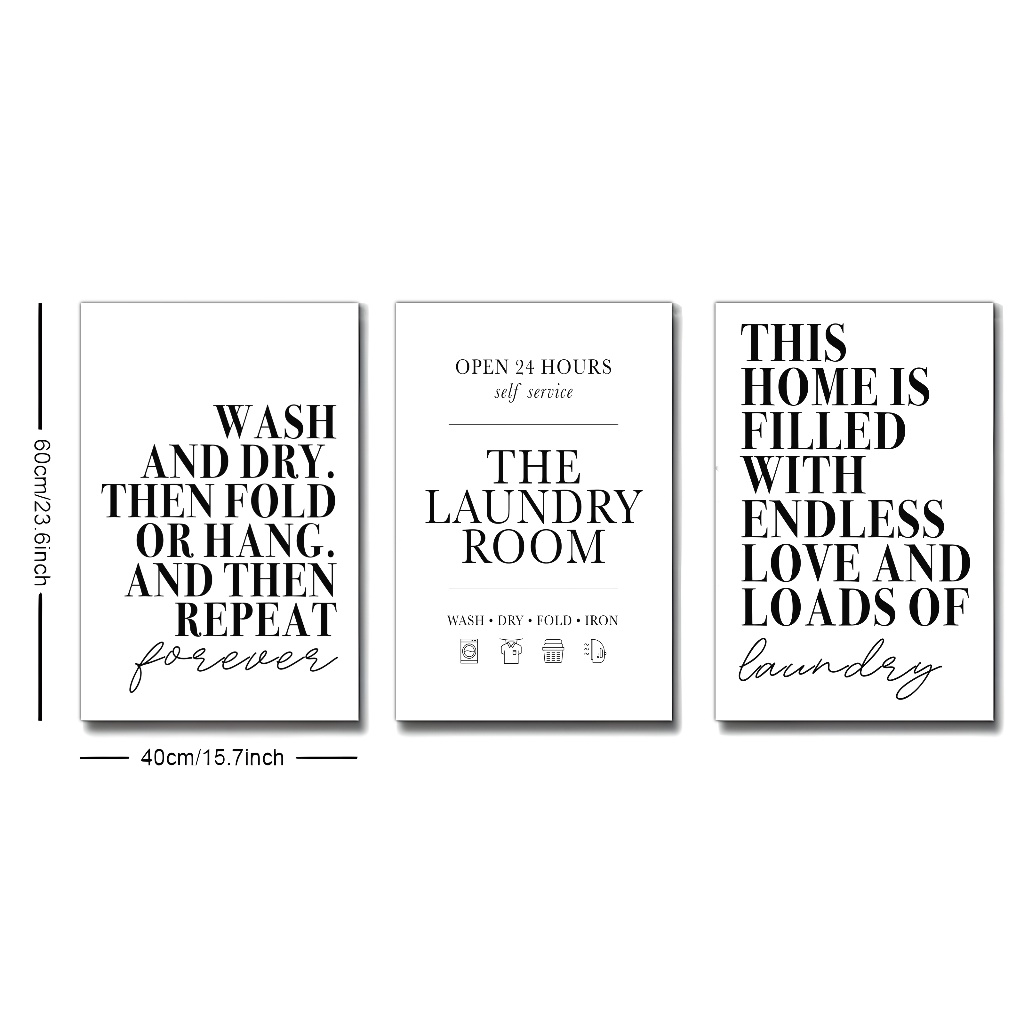 60cm/23.6inch
WASH
AND DRY.
THEN FOLD
OR HANG.
AND THEN
REPEAT
forever
40cm/15.7inch
OPEN 24 HOURS
self service
THE
LAUNDRY
ROOM
WASH • DRY • FOLD • IRON
THIS
HOME IS
FILLED
WITH
ENDLESS
LOVE AND
LOADS OF
laundry